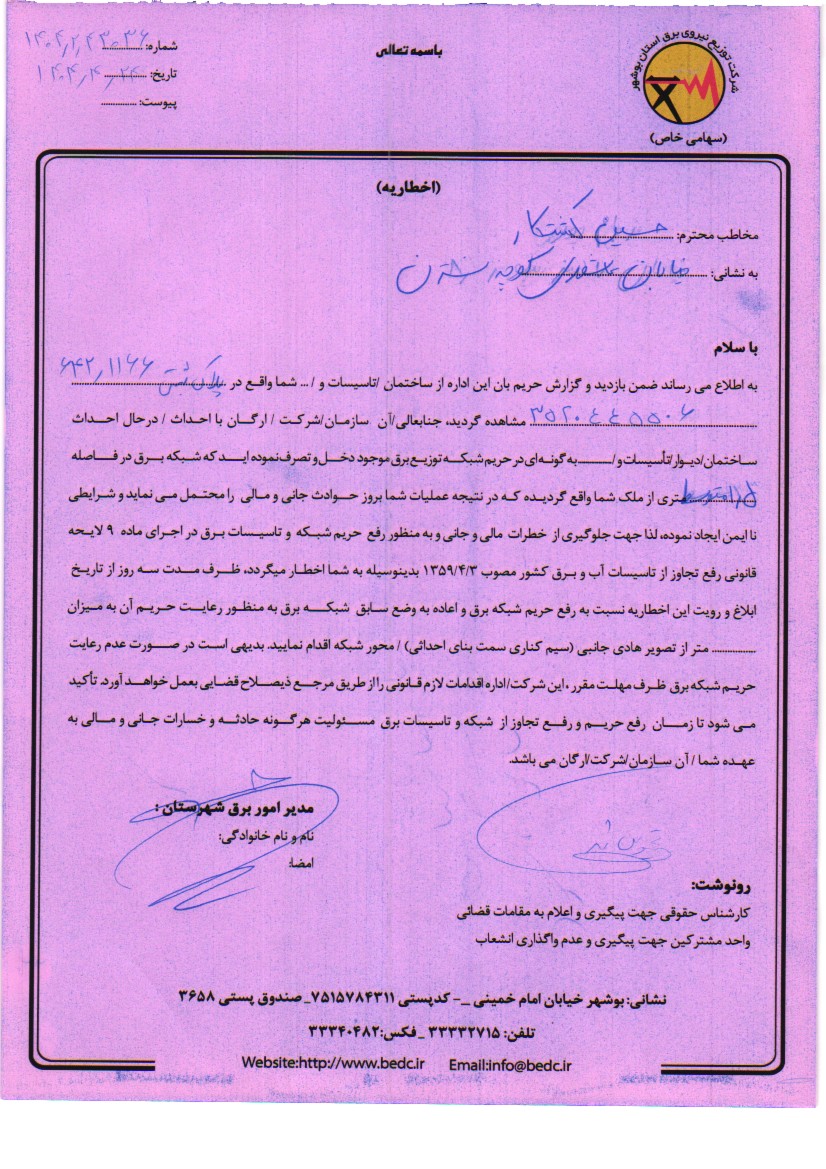 شرکت توزیع نیروی برق استان بوشهر
(سهامی خاص)
باسمه تعالی
شماره:
تاریخ: ۱۴۰۴/۴/۲۴
پیوست: ............
(اخطاریه)
مخاطب محترم: حسین کشتکار
به نشانی: خیابان عاشوری کوچه نسترن
با سلام
به اطلاع می رساند ضمن بازدید و گزارش حریم بان این اداره از ساختمان /تاسیسات و /... شما واقع در پلاک ثبتی ۶۴۲/۱۱۶۶
۳۵۲۰۴۴۵۵۰۶ مشاهده گردید، جنابعالی/آن سازمان/شرکت / ارگان با احداث / درحال احداث
ساختمان/دیوار/تأسیسات و/.......... به گونه‌ای در حریم شبکه توزیع برق موجود دخل و تصرف نموده اید که شبکه برق در فاصله
متری از ملک شما واقع گردیده که در نتیجه عملیات شما بروز حوادث جانی و مالی را محتمل می نماید و شرایطی
نا ایمن ایجاد نموده، لذا جهت جلوگیری از خطرات مالی و جانی و به منظور رفع حریم شبکه و تاسیسات برق در اجرای ماده ۹ لایحه
قانونی رفع تجاوز از تاسیسات آب و برق کشور مصوب ۱۳۵۹/۴/۳ بدینوسیله به شما اخطار میگردد، ظرف مدت سه روز از تاریخ
ابلاغ و رویت این اخطاریه نسبت به رفع حریم شبکه برق و اعاده به وضع سابق شبکه برق به منظور رعایت حریم آن به میزان
............ متر از تصویر هادی جانبی (سیم کناری سمت بنای احداثی) / محور شبکه اقدام نمایید. بدیهی است در صورت عدم رعایت
حریم شبکه برق ظرف مهلت مقرر، این شرکت/اداره اقدامات لازم قانونی را از طریق مرجع ذیصلاح قضایی بعمل خواهد آورد. تأکید
می شود تا زمان رفع حریم و رفع تجاوز از شبکه و تاسیسات برق مسئولیت هرگونه حادثه و خسارات جانی و مالی به
عهده شما / آن سازمان/شرکت/ارگان می باشد.
مدیر امور برق شهرستان :
نام و نام خانوادگی:
امضا:
رونوشت:
کارشناس حقوقی جهت پیگیری و اعلام به مقامات قضائی
واحد مشترکین جهت پیگیری و عدم واگذاری انشعاب
نشانی: بوشهر خیابان امام خمینی _- کدپستی ۷۵۱۵۷۸۴۳۱۱_ صندوق پستی ۳۶۵۸
تلفن: ۳۳۳۳۲۷۱۵ _فکس:۳۳۳۴۰۴۸۲
Website:http://www.bedc.ir Email:info@bedc.ir